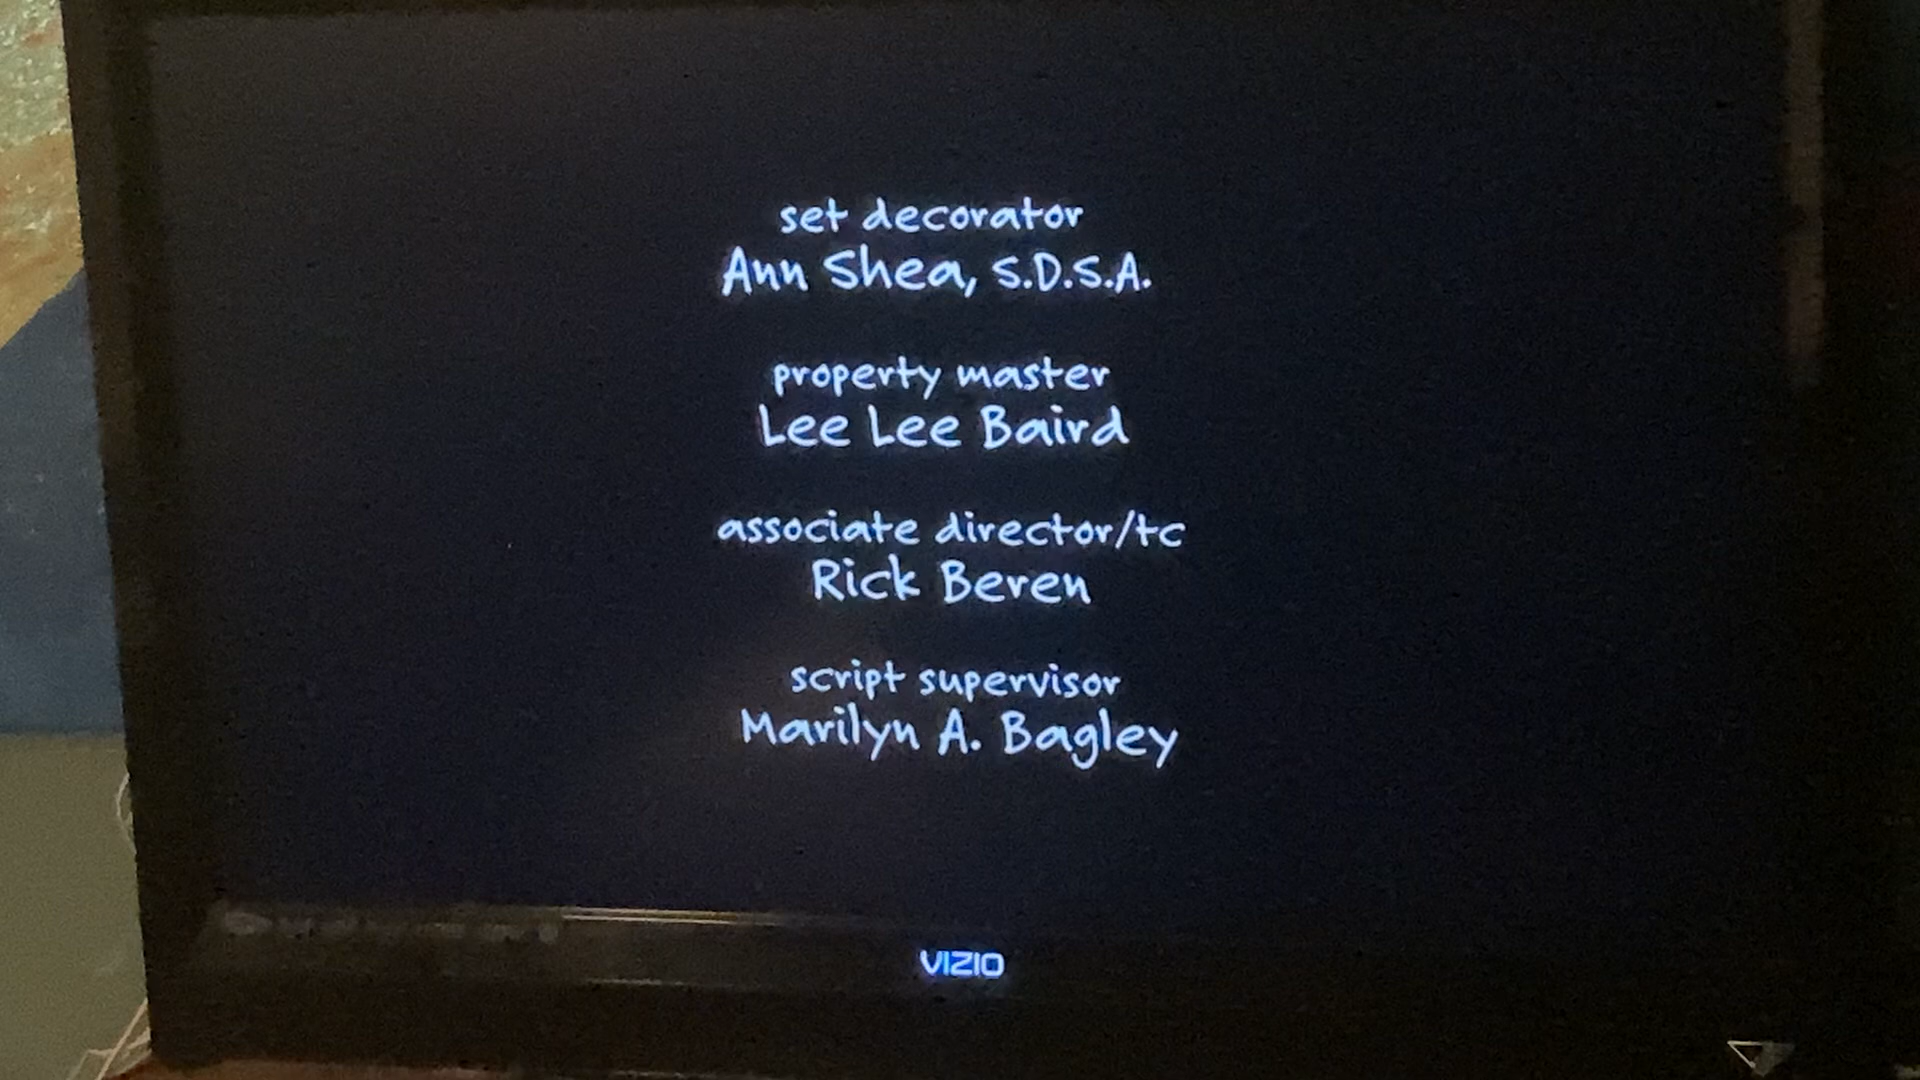 set decorator
Ann Shea, S.D.S.A.
property master
Lee Lee Baird
associate director/tc
Rick Beren
script supervisor
Marilyn A. Bagley
VIZIO